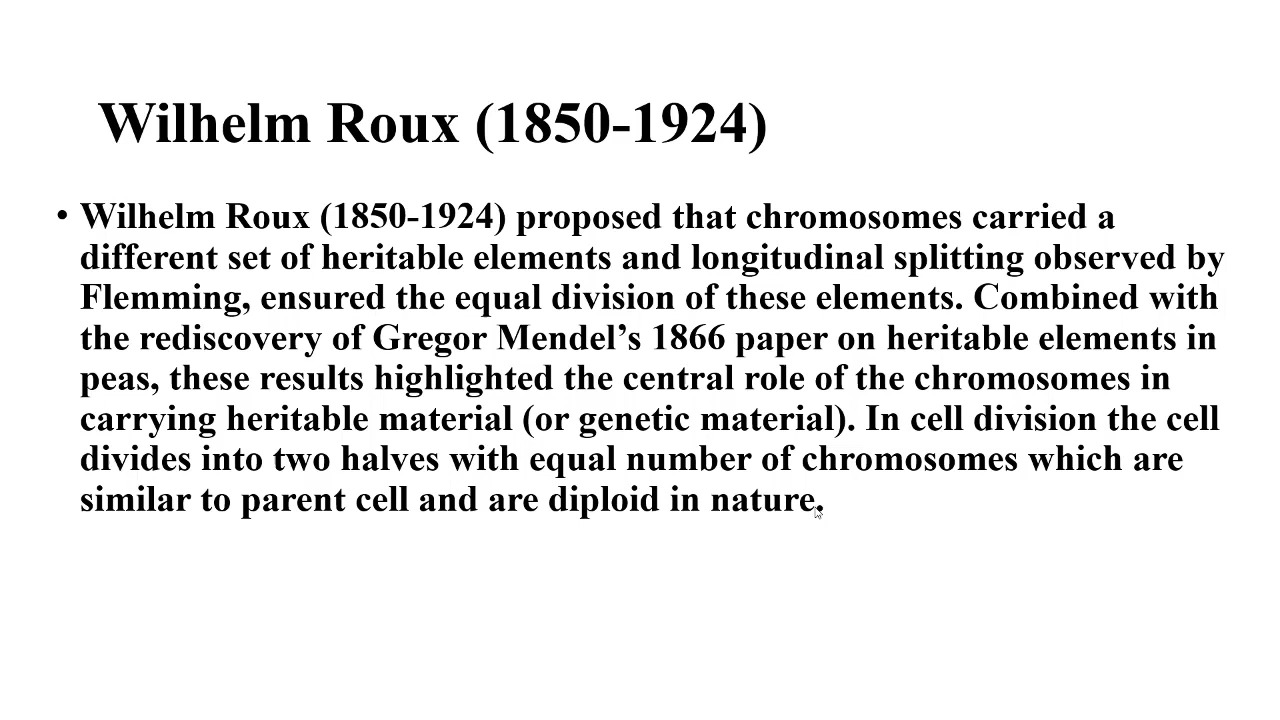 Wilhelm Roux (1850-1924)
• Wilhelm Roux (1850-1924) proposed that chromosomes carried a
different set of heritable elements and longitudinal splitting observed by
Flemming, ensured the equal division of these elements. Combined with
the rediscovery of Gregor Mendel’s 1866 paper on heritable elements in
peas, these results highlighted the central role of the chromosomes in
carrying heritable material (or genetic material). In cell division the cell
divides into two halves with equal number of chromosomes which are
similar to parent cell and are diploid in nature.